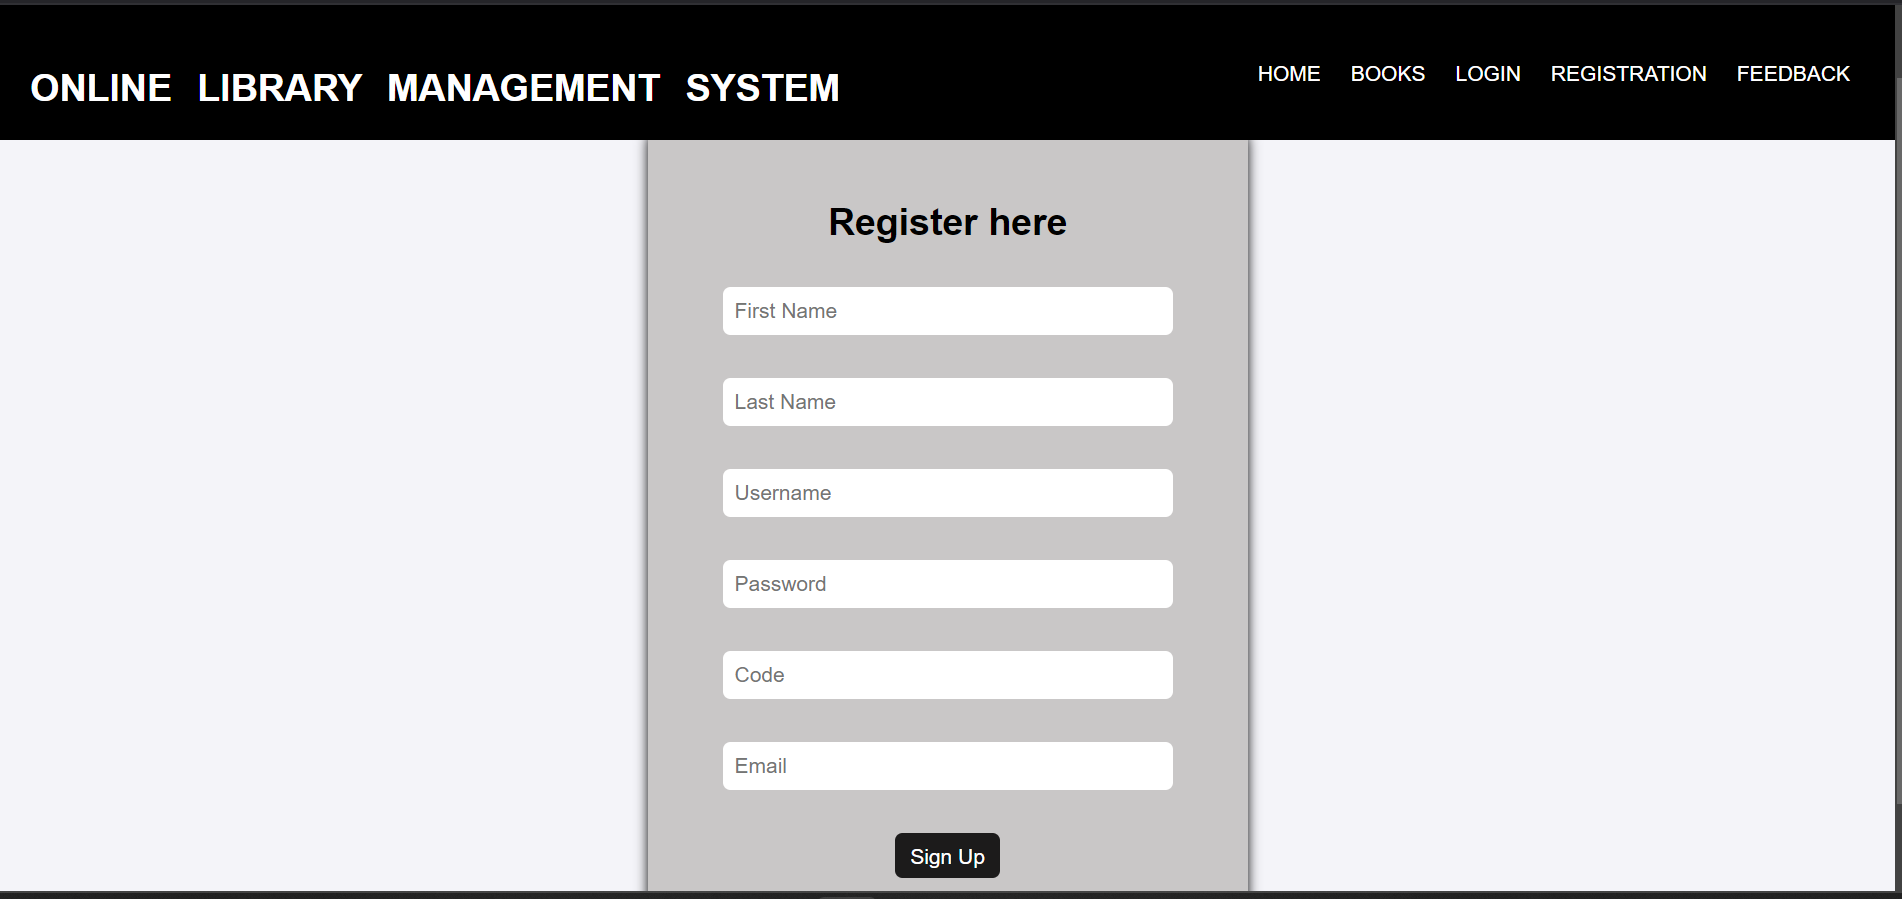 ONLINE LIBRARY MANAGEMENT SYSTEM
HOME BOOKS LOGIN REGISTRATION FEEDBACK
Register here
First Name
Last Name
Username
Password
Code
Email
Sign Up